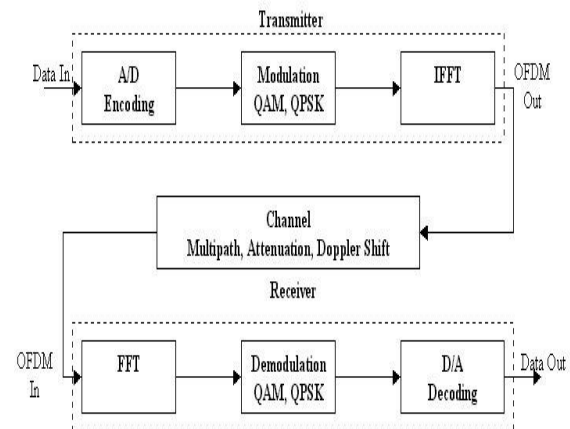 Transmitter
Data In
A/D
Encoding
Modulation
QAM, QPSK
IFFT
OFDM
Out
Channel
Multipath, Attenuation, Doppler Shift
Receiver
OFDM
In
FFT
Demodulation
QAM, QPSK
D/A
Decoding
Data Out